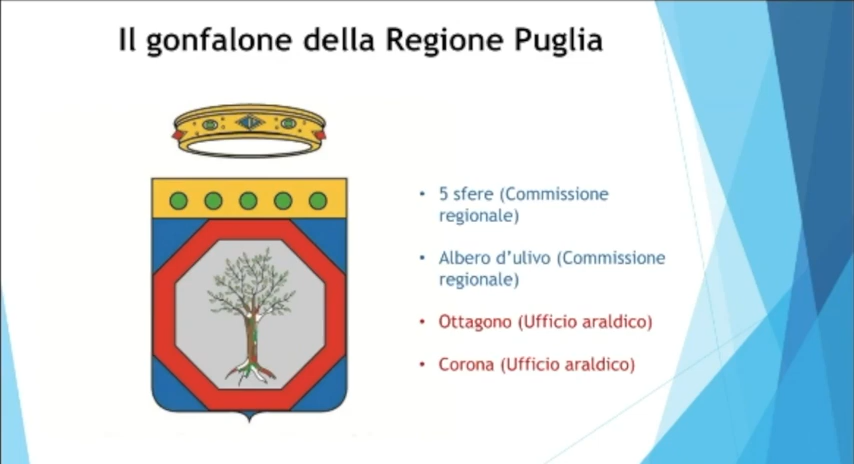 Il gonfalone della Regione Puglia
• 5 sfere (Commissione
regionale)
• Albero d’ulivo (Commissione
regionale)
• Ottagono (Ufficio araldico)
• Corona (Ufficio araldico)